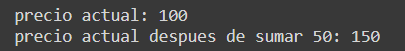 precio actual: 100
precio actual despues de sumar 50: 150